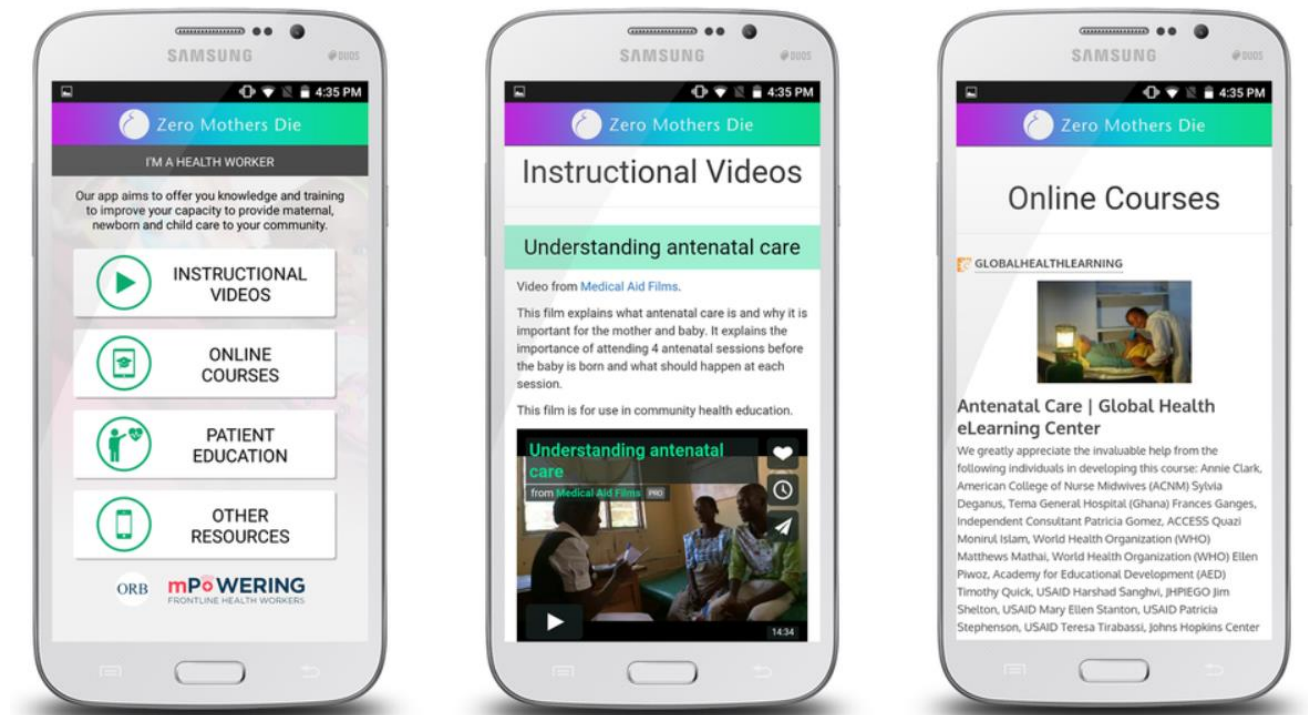 SAMSUNG
DUOS
4:35 PM
Zero Mothers Die
I'M A HEALTH WORKER
Our app aims to offer you knowledge and training
to improve your capacity to provide maternal,
newborn and child care to your community.
INSTRUCTIONAL
VIDEOS
ONLINE
COURSES
PATIENT
EDUCATION
OTHER
RESOURCES
ORB
mPOWERING
FRONTLINE HEALTH WORKERS
SAMSUNG
DUOS
4:35 PM
Zero Mothers Die
Instructional Videos
Understanding antenatal care
Video from Medical Aid Films.
This film explains what antenatal care is and why it is
important for the mother and baby. It explains the
importance of attending 4 antenatal sessions before
the baby is born and what should happen at each
session.
This film is for use in community health education.
Understanding antenatal
care
from Medical Aid Films PRO
14:34
SAMSUNG
DUOS
4:35 PM
Zero Mothers Die
Online Courses
GLOBALHEALTHLEARNING
Antenatal Care | Global Health
eLearning Center
We greatly appreciate the invaluable help from the
following individuals in developing this course: Annie Clark,
American College of Nurse Midwives (ACNM) Sylvia
Deganus, Tema General Hospital (Ghana) Frances Ganges,
Independent Consultant Patricia Gomez, ACCESS Quazi
Monirul Islam, World Health Organization (WHO)
Matthews Mathai, World Health Organization (WHO) Ellen
Piwoz, Academy for Educational Development (AED)
Timothy Quick, USAID Harshad Sanghvi, JHPIEGO Jim
Shelton, USAID Mary Ellen Stanton, USAID Patricia
Stephenson, USAID Teresa Tirabassi, Johns Hopkins Center